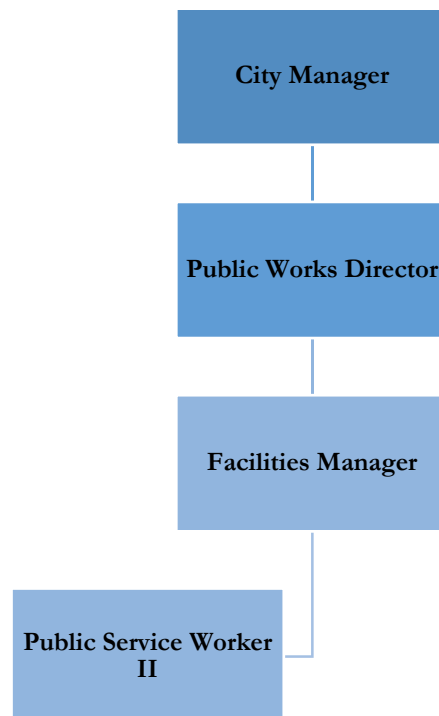 City Manager
Public Works Director
Facilities Manager
Public Service Worker
II